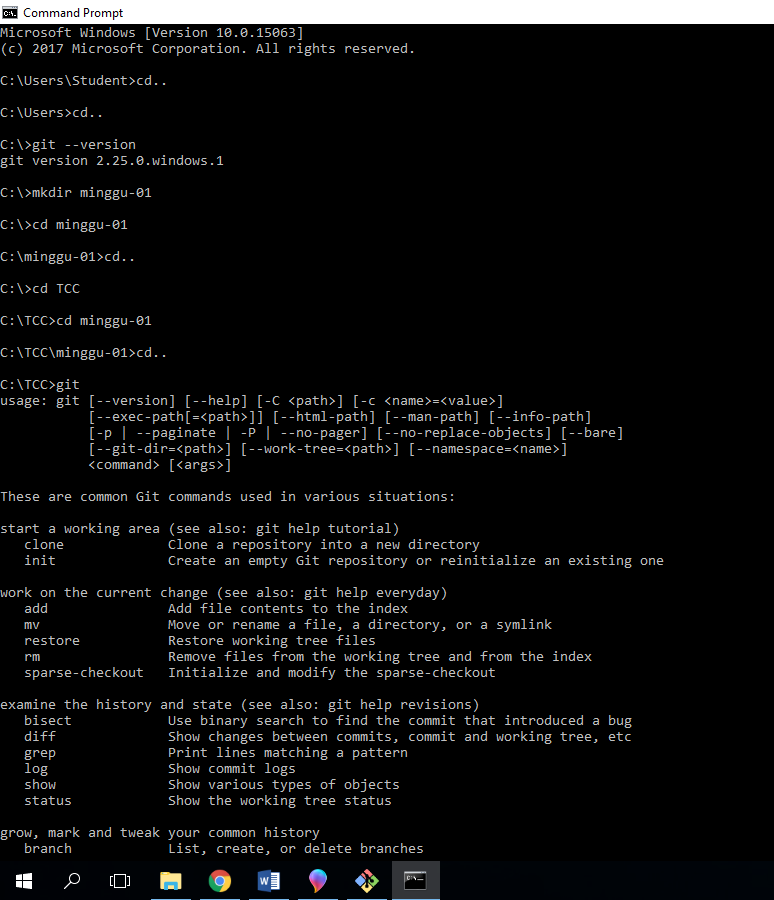 Command Prompt
Microsoft Windows [Version 10.0.15063]
(c) 2017 Microsoft Corporation. All rights reserved.
C:\Users\Student>cd..
C:\Users>cd..
C:\>git --version
git version 2.25.0.windows.1
C:\>mkdir minggu-01
C:\>cd minggu-01
C:\minggu-01>cd..
C:\>cd TCC
C:\TCC>cd minggu-01
C:\TCC\minggu-01>cd..
C:\TCC>git
usage: git [--version] [--help] [-C <path>] [-c <name>=<value>]
           [--exec-path[=<path>]] [--html-path] [--man-path] [--info-path]
           [-p | --paginate | -P | --no-pager] [--no-replace-objects] [--bare]
           [--git-dir=<path>] [--work-tree=<path>] [--namespace=<name>]
           <command> [<args>]
These are common Git commands used in various situations:
start a working area (see also: git help tutorial)
   clone             Clone a repository into a new directory
   init              Create an empty Git repository or reinitialize an existing one
work on the current change (see also: git help everyday)
   add               Add file contents to the index
   mv                Move or rename a file, a directory, or a symlink
   restore           Restore working tree files
   rm                Remove files from the working tree and from the index
   sparse-checkout   Initialize and modify the sparse-checkout
examine the history and state (see also: git help revisions)
   bisect            Use binary search to find the commit that introduced a bug
   diff              Show changes between commits, commit and working tree, etc
   grep              Print lines matching a pattern
   log               Show commit logs
   show              Show various types of objects
   status            Show the working tree status
grow, mark and tweak your common history
   branch            List, create, or delete branches